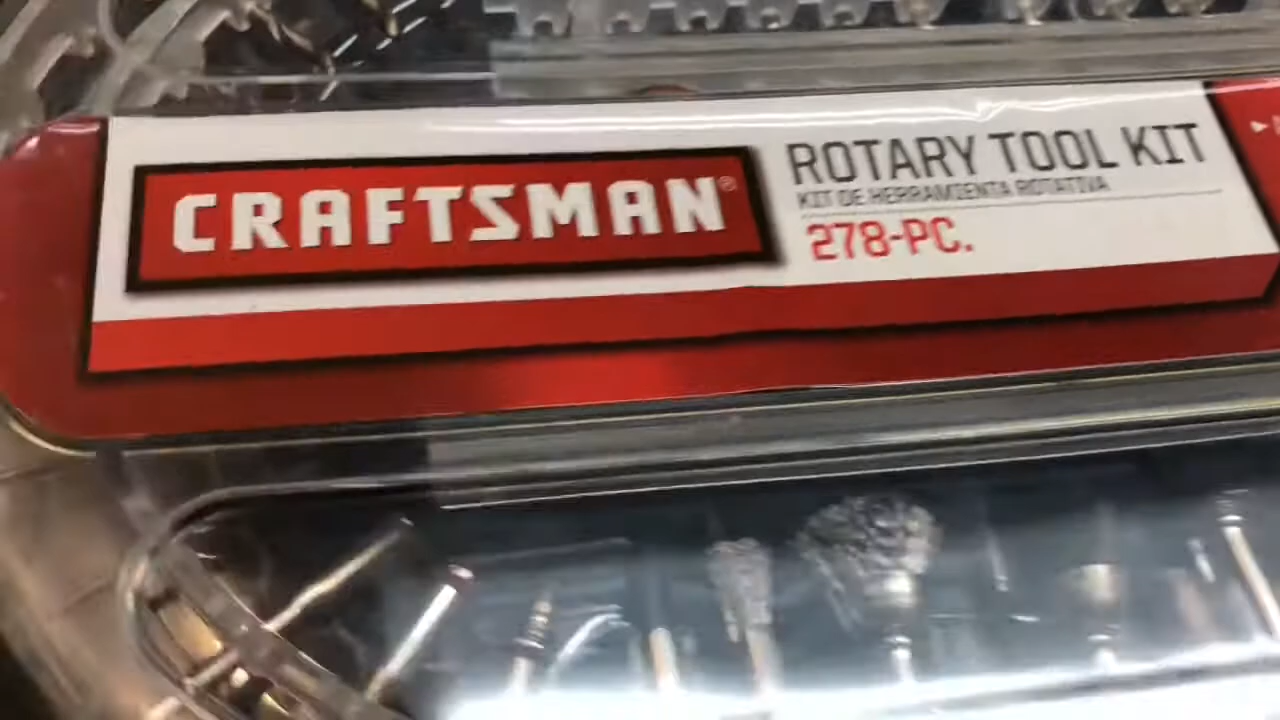 CRAFTSMAN®
ROTARY TOOL KIT
KIT DE HERRAMIENTA ROTATIVA
278-PC.